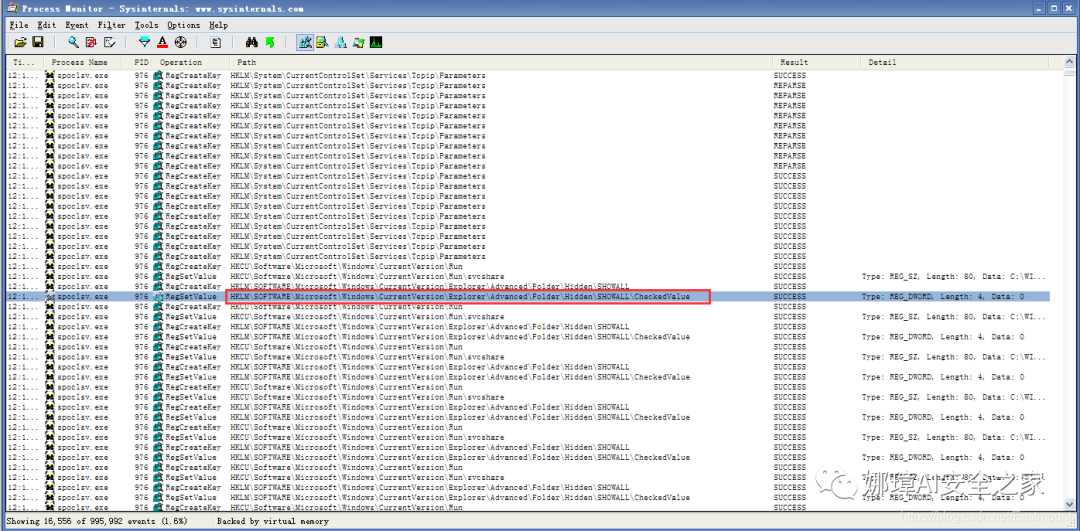 Process Monitor - Sysinternals: www.sysinternals.com
File Edit Event Filter Tools Options Help
Ti... Process Name PID Operation Path Result Detail
12:1... spoclsv.exe 976 RegCreateKey HKLM\System\CurrentControlSet\Services\Tcpip\Parameters SUCCESS
12:1... spoclsv.exe 976 RegCreateKey HKLM\System\CurrentControlSet\Services\Tcpip\Parameters REPARSE
12:1... spoclsv.exe 976 RegCreateKey HKLM\System\CurrentControlSet\Services\Tcpip\Parameters REPARSE
12:1... spoclsv.exe 976 RegCreateKey HKLM\System\CurrentControlSet\Services\Tcpip\Parameters REPARSE
12:1... spoclsv.exe 976 RegCreateKey HKLM\System\CurrentControlSet\Services\Tcpip\Parameters REPARSE
12:1... spoclsv.exe 976 RegCreateKey HKLM\System\CurrentControlSet\Services\Tcpip\Parameters REPARSE
12:1... spoclsv.exe 976 RegCreateKey HKLM\System\CurrentControlSet\Services\Tcpip\Parameters REPARSE
12:1... spoclsv.exe 976 RegCreateKey HKLM\System\CurrentControlSet\Services\Tcpip\Parameters REPARSE
12:1... spoclsv.exe 976 RegCreateKey HKLM\System\CurrentControlSet\Services\Tcpip\Parameters REPARSE
12:1... spoclsv.exe 976 RegCreateKey HKLM\System\CurrentControlSet\Services\Tcpip\Parameters REPARSE
12:1... spoclsv.exe 976 RegCreateKey HKLM\System\CurrentControlSet\Services\Tcpip\Parameters SUCCESS
12:1... spoclsv.exe 976 RegCreateKey HKLM\System\CurrentControlSet\Services\Tcpip\Parameters SUCCESS
12:1... spoclsv.exe 976 RegCreateKey HKLM\System\CurrentControlSet\Services\Tcpip\Parameters SUCCESS
12:1... spoclsv.exe 976 RegCreateKey HKLM\System\CurrentControlSet\Services\Tcpip\Parameters SUCCESS
12:1... spoclsv.exe 976 RegCreateKey HKLM\System\CurrentControlSet\Services\Tcpip\Parameters SUCCESS
12:1... spoclsv.exe 976 RegCreateKey HKLM\System\CurrentControlSet\Services\Tcpip\Parameters SUCCESS
12:1... spoclsv.exe 976 RegCreateKey HKLM\System\CurrentControlSet\Services\Tcpip\Parameters SUCCESS
12:1... spoclsv.exe 976 RegCreateKey HKLM\System\CurrentControlSet\Services\Tcpip\Parameters SUCCESS
12:1... spoclsv.exe 976 RegCreateKey HKLM\System\CurrentControlSet\Services\Tcpip\Parameters SUCCESS
12:1... spoclsv.exe 976 RegCreateKey HKCU\Software\Microsoft\Windows\CurrentVersion\Run SUCCESS
12:1... spoclsv.exe 976 RegSetValue HKCU\Software\Microsoft\Windows\CurrentVersion\Run\svcshare SUCCESS Type: REG_SZ, Length: 80, Data: C:\WI...
12:1... spoclsv.exe 976 RegCreateKey HKLM\SOFTWARE\Microsoft\Windows\CurrentVersion\Explorer\Advanced\Folder\Hidden\SHOWALL SUCCESS
12:1... spoclsv.exe 976 RegSetValue HKLM\SOFTWARE\Microsoft\Windows\CurrentVersion\Explorer\Advanced\Folder\Hidden\SHOWALL\CheckedValue SUCCESS Type: REG_DWORD, Length: 4, Data: 0
12:1... spoclsv.exe 976 RegCreateKey HKCU\Software\Microsoft\Windows\CurrentVersion\Run SUCCESS
12:1... spoclsv.exe 976 RegSetValue HKCU\Software\Microsoft\Windows\CurrentVersion\Run\svcshare SUCCESS Type: REG_SZ, Length: 80, Data: C:\WI...
12:1... spoclsv.exe 976 RegCreateKey HKLM\SOFTWARE\Microsoft\Windows\CurrentVersion\Explorer\Advanced\Folder\Hidden\SHOWALL SUCCESS
12:1... spoclsv.exe 976 RegSetValue HKLM\SOFTWARE\Microsoft\Windows\CurrentVersion\Explorer\Advanced\Folder\Hidden\SHOWALL\CheckedValue SUCCESS Type: REG_DWORD, Length: 4, Data: 0
12:1... spoclsv.exe 976 RegCreateKey HKCU\Software\Microsoft\Windows\CurrentVersion\Run SUCCESS
12:1... spoclsv.exe 976 RegSetValue HKCU\Software\Microsoft\Windows\CurrentVersion\Run\svcshare SUCCESS Type: REG_SZ, Length: 80, Data: C:\WI...
12:1... spoclsv.exe 976 RegCreateKey HKLM\SOFTWARE\Microsoft\Windows\CurrentVersion\Explorer\Advanced\Folder\Hidden\SHOWALL SUCCESS
12:1... spoclsv.exe 976 RegSetValue HKLM\SOFTWARE\Microsoft\Windows\CurrentVersion\Explorer\Advanced\Folder\Hidden\SHOWALL\CheckedValue SUCCESS Type: REG_DWORD, Length: 4, Data: 0
12:1... spoclsv.exe 976 RegCreateKey HKCU\Software\Microsoft\Windows\CurrentVersion\Run SUCCESS
12:1... spoclsv.exe 976 RegSetValue HKCU\Software\Microsoft\Windows\CurrentVersion\Run\svcshare SUCCESS Type: REG_SZ, Length: 80, Data: C:\WI...
12:1... spoclsv.exe 976 RegCreateKey HKLM\SOFTWARE\Microsoft\Windows\CurrentVersion\Explorer\Advanced\Folder\Hidden\SHOWALL SUCCESS
12:1... spoclsv.exe 976 RegSetValue HKLM\SOFTWARE\Microsoft\Windows\CurrentVersion\Explorer\Advanced\Folder\Hidden\SHOWALL\CheckedValue SUCCESS Type: REG_DWORD, Length: 4, Data: 0
12:1... spoclsv.exe 976 RegCreateKey HKCU\Software\Microsoft\Windows\CurrentVersion\Run SUCCESS
12:1... spoclsv.exe 976 RegSetValue HKCU\Software\Microsoft\Windows\CurrentVersion\Run\svcshare SUCCESS Type: REG_SZ, Length: 80, Data: C:\WI...
12:1... spoclsv.exe 976 RegCreateKey HKLM\SOFTWARE\Microsoft\Windows\CurrentVersion\Explorer\Advanced\Folder\Hidden\SHOWALL SUCCESS
12:1... spoclsv.exe 976 RegSetValue HKLM\SOFTWARE\Microsoft\Windows\CurrentVersion\Explorer\Advanced\Folder\Hidden\SHOWALL\CheckedValue SUCCESS Type: REG_DWORD, Length: 4, Data: 0
12:1... spoclsv.exe 976 RegCreateKey HKCU\Software\Microsoft\Windows\CurrentVersion\Run SUCCESS
12:1... spoclsv.exe 976 RegSetValue HKCU\Software\Microsoft\Windows\CurrentVersion\Run\svcshare SUCCESS Type: REG_SZ, Length: 80, Data: C:\WI...
12:1... spoclsv.exe 976 RegCreateKey HKLM\SOFTWARE\Microsoft\Windows\CurrentVersion\Explorer\Advanced\Folder\Hidden\SHOWALL SUCCESS
12:1... spoclsv.exe 976 RegSetValue HKLM\SOFTWARE\Microsoft\Windows\CurrentVersion\Explorer\Advanced\Folder\Hidden\SHOWALL\CheckedValue SUCCESS Type: REG_DWORD, Length: 4, Data: 0
12:1... spoclsv.exe 976 RegCreateKey HKCU\Software\Microsoft\Windows\CurrentVersion\Run SUCCESS
娜璋AI安全之家
Showing 16,556 of 995,992 events (1.6%) Backed by virtual memory